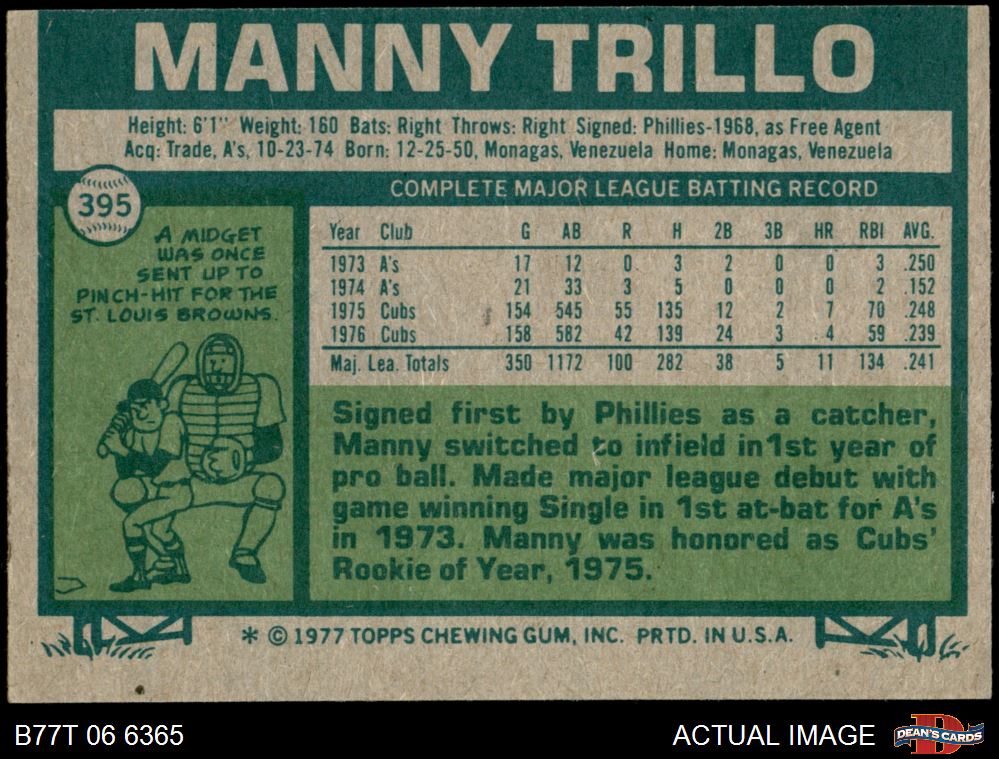 MANNY TRILLO
Height: 6'1" Weight: 160 Bats: Right Throws: Right Signed: Phillies-1968, as Free Agent
Acq: Trade, A's, 10-23-74 Born: 12-25-50, Monagas, Venezuela Home: Monagas, Venezuela
395
A MIDGET
WAS ONCE
SENT UP TO
PINCH-HIT FOR THE
ST. LOUIS BROWNS.
COMPLETE MAJOR LEAGUE BATTING RECORD
Year Club G AB R H 2B 3B HR RBI AVG.
1973 A's 17 12 0 3 2 0 0 3 .250
1974 A's 21 33 3 5 0 0 0 2 .152
1975 Cubs 154 545 55 135 12 2 7 70 .248
1976 Cubs 158 582 42 139 24 3 4 59 .239
Maj. Lea. Totals 350 1172 100 282 38 5 11 134 .241
Signed first by Phillies as a catcher,
Manny switched to infield in 1st year of
pro ball. Made major league debut with
game winning Single in 1st at-bat for A's
in 1973. Manny was honored as Cubs'
Rookie of Year, 1975.
* © 1977 TOPPS CHEWING GUM, INC. PRTD. IN U.S.A.
B77T 06 6365 ACTUAL IMAGE DEAN'S CARDS